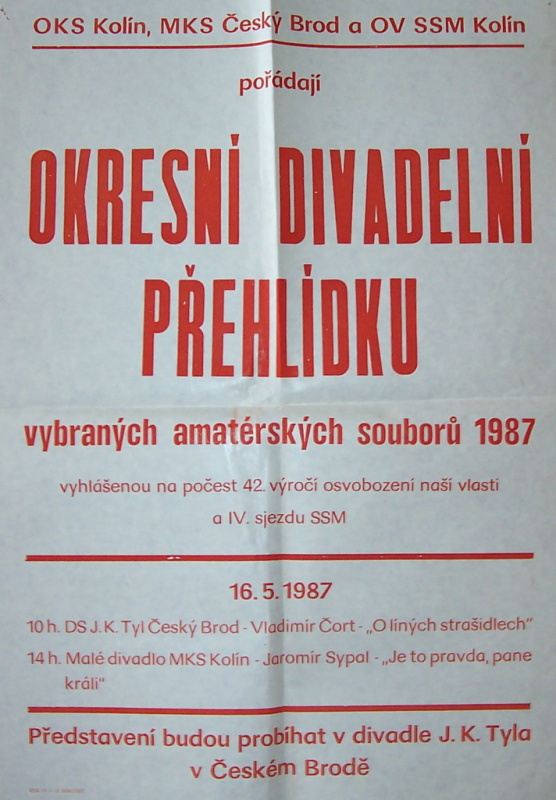 OKS Kolín, MKS Český Brod a OV SSM Kolín
pořádají
OKRESNÍ DIVADELNÍ
PŘEHLÍDKU
vybraných amatérských souborů 1987
vyhlášenou na počest 42. výročí osvobození naší vlasti
a IV. sjezdu SSM
16. 5. 1987
10 h. DS J. K. Tyl Český Brod - Vladimír Čort - „O líných strašidlech"
14 h. Malé divadlo MKS Kolín - Jaromír Sypal - „Je to pravda, pane
králi"
Představení budou probíhat v divadle J. K. Tyla
v Českém Brodě